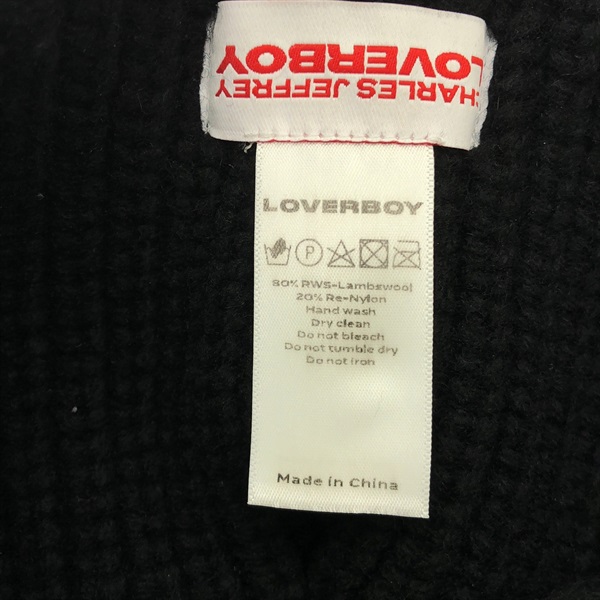 CHARLES JEFFREY
LOVERBOY
LOVERBOY
80% RWS-Lambswool
20% Re-Nylon
Hand wash
Dry clean
Do not bleach
Do not tumble dry
Do not iron
Made in China